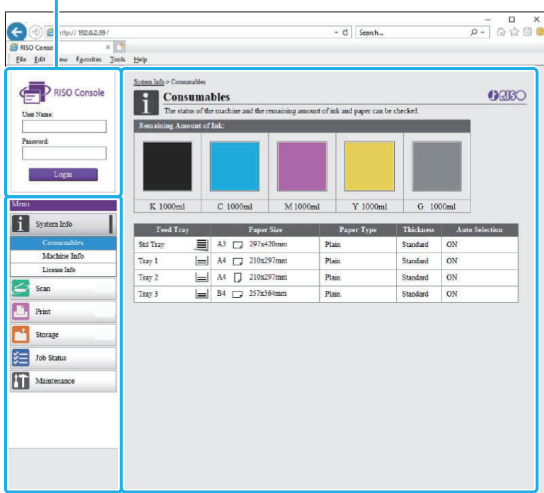 http://192.0.2.39/
Search...
RISO Conso
File Edit ew Favorites Tools Help
RISO Console
User Name:
Password:
Login
Menu
System Info
Consumables
Machine Info
License Info
Scan
Print
Storage
Job Status
Maintenance
System Info > Consumables
Consumables
The status of the machine and the remaining amount of ink and paper can be checked.
RISO
Remaining Amount of Ink:
K 1000ml C 1000ml M 1000ml Y 1000ml G 1000ml
Feed Tray Paper Size Paper Type Thickness Auto Selection
Std Tray A3 297x420mm Plain Standard ON
Tray 1 A4 210x297mm Plain Standard ON
Tray 2 A4 210x297mm Plain Standard ON
Tray 3 B4 257x364mm Plain Standard ON